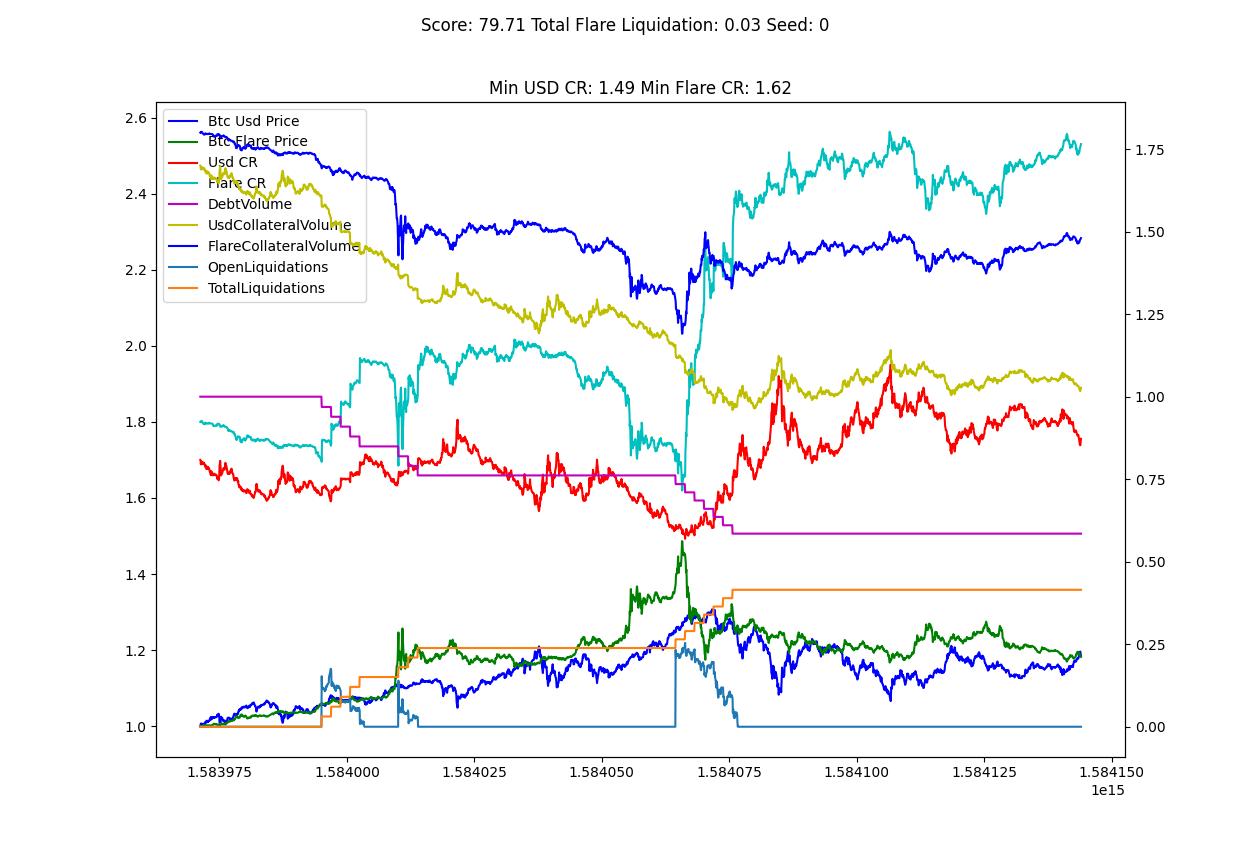 Score: 79.71 Total Flare Liquidation: 0.03 Seed: 0
Min USD CR: 1.49 Min Flare CR: 1.62
Btc Usd Price
Btc Flare Price
Usd CR
Flare CR
DebtVolume
UsdCollateralVolume
FlareCollateralVolume
OpenLiquidations
TotalLiquidations
2.6
2.4
2.2
2.0
1.8
1.6
1.4
1.2
1.0
1.75
1.50
1.25
1.00
0.75
0.50
0.25
0.00
1.583975 1.584000 1.584025 1.584050 1.584075 1.584100 1.584125 1.584150
1e15